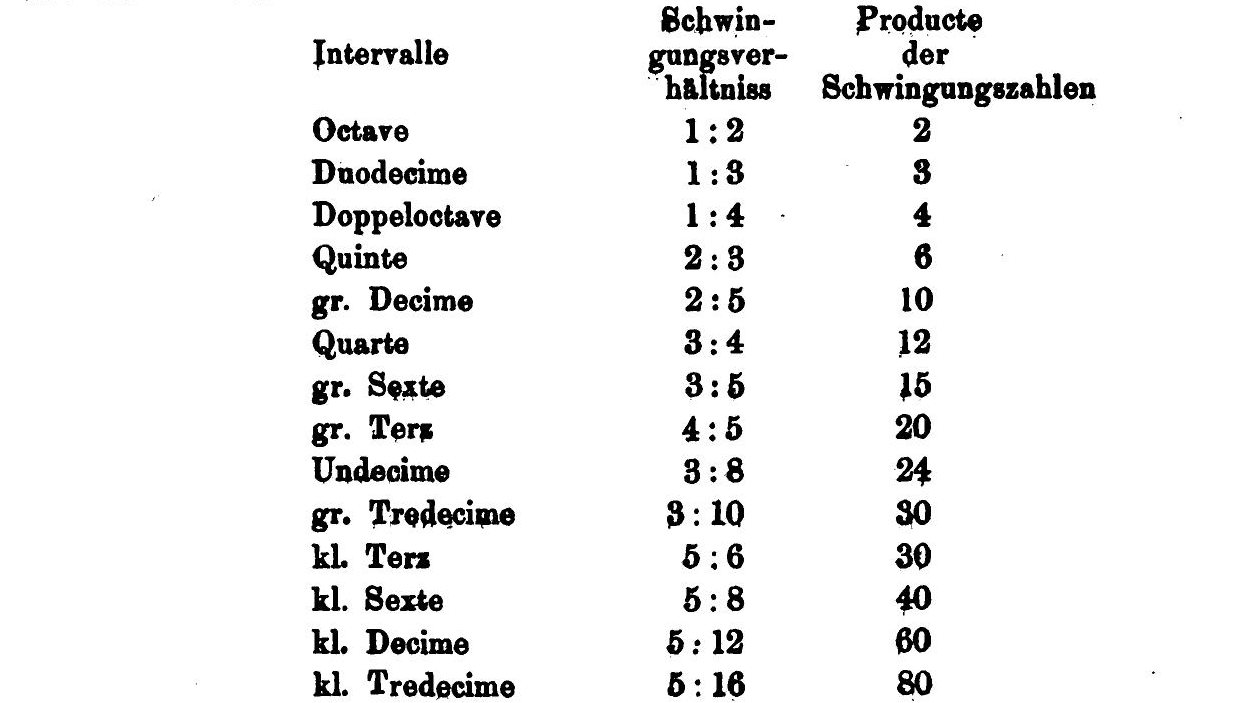 Intervalle Schwin- Producte
gungsver- der
hältniss Schwingungszahlen
Octave 1 : 2 2
Duodecime 1 : 3 3
Doppeloctave 1 : 4 4
Quinte 2 : 3 6
gr. Decime 2 : 5 10
Quarte 3 : 4 12
gr. Sexte 3 : 5 15
gr. Terz 4 : 5 20
Undecime 3 : 8 24
gr. Tredecime 3 : 10 30
kl. Terz 5 : 6 30
kl. Sexte 5 : 8 40
kl. Decime 5 : 12 60
kl. Tredecime 5 : 16 80